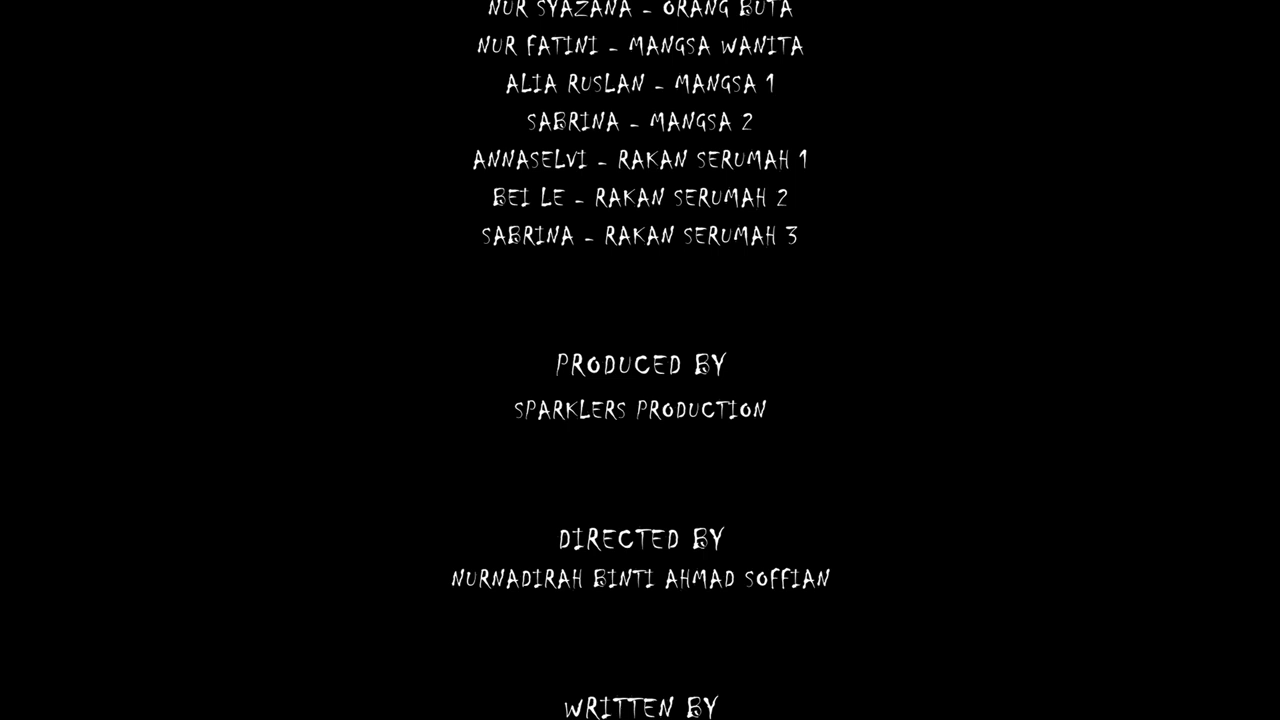 NUR SYAZANA - ORANG BUTA
NUR FATINI - MANGSA WANITA
ALIA RUSLAN - MANGSA 1
SABRINA - MANGSA 2
ANNASELVI - RAKAN SERUMAH 1
BEI LE - RAKAN SERUMAH 2
SABRINA - RAKAN SERUMAH 3
PRODUCED BY
SPARKLERS PRODUCTION
DIRECTED BY
NURNADIRAH BINTI AHMAD SOFFIAN
WRITTEN BY